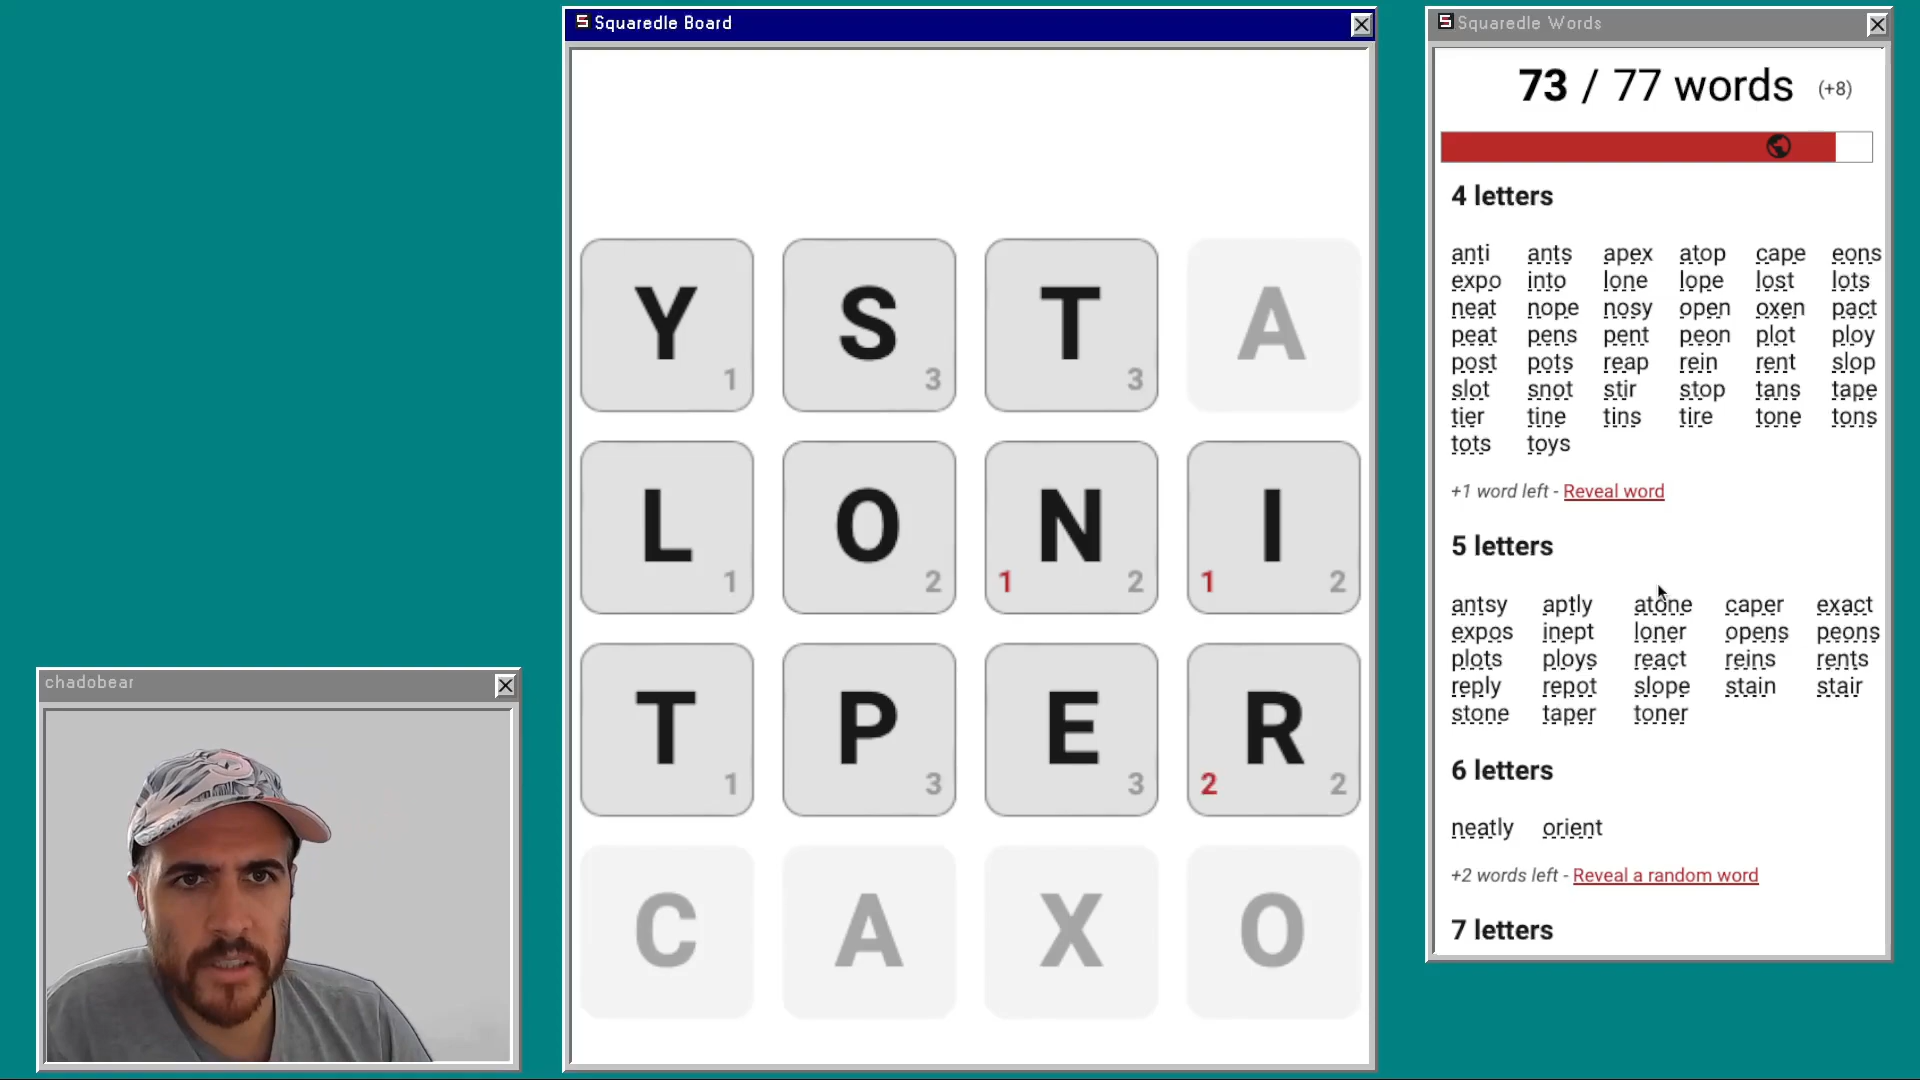 S Squaredle Board
Y 1 S 3 T 3 A
L 1 O 2 1 N 2 1 I 2
T 1 P 3 E 3 2 R 2
C A X O
S Squaredle Words
73 / 77 words (+8)
4 letters
anti ants apex atop cape eons
expo into lone lope lost lots
neat nope nosy open oxen pact
peat pens pent peon plot ploy
post pots reap rein rent slop
slot snot stir stop tans tape
tier tine tins tire tone tons
tots toys
+1 word left - Reveal word
5 letters
antsy aptly atone caper exact
expos inept loner opens peons
plots ploys react reins rents
reply repot slope stain stair
stone taper toner
6 letters
neatly orient
+2 words left - Reveal a random word
7 letters
chadobear